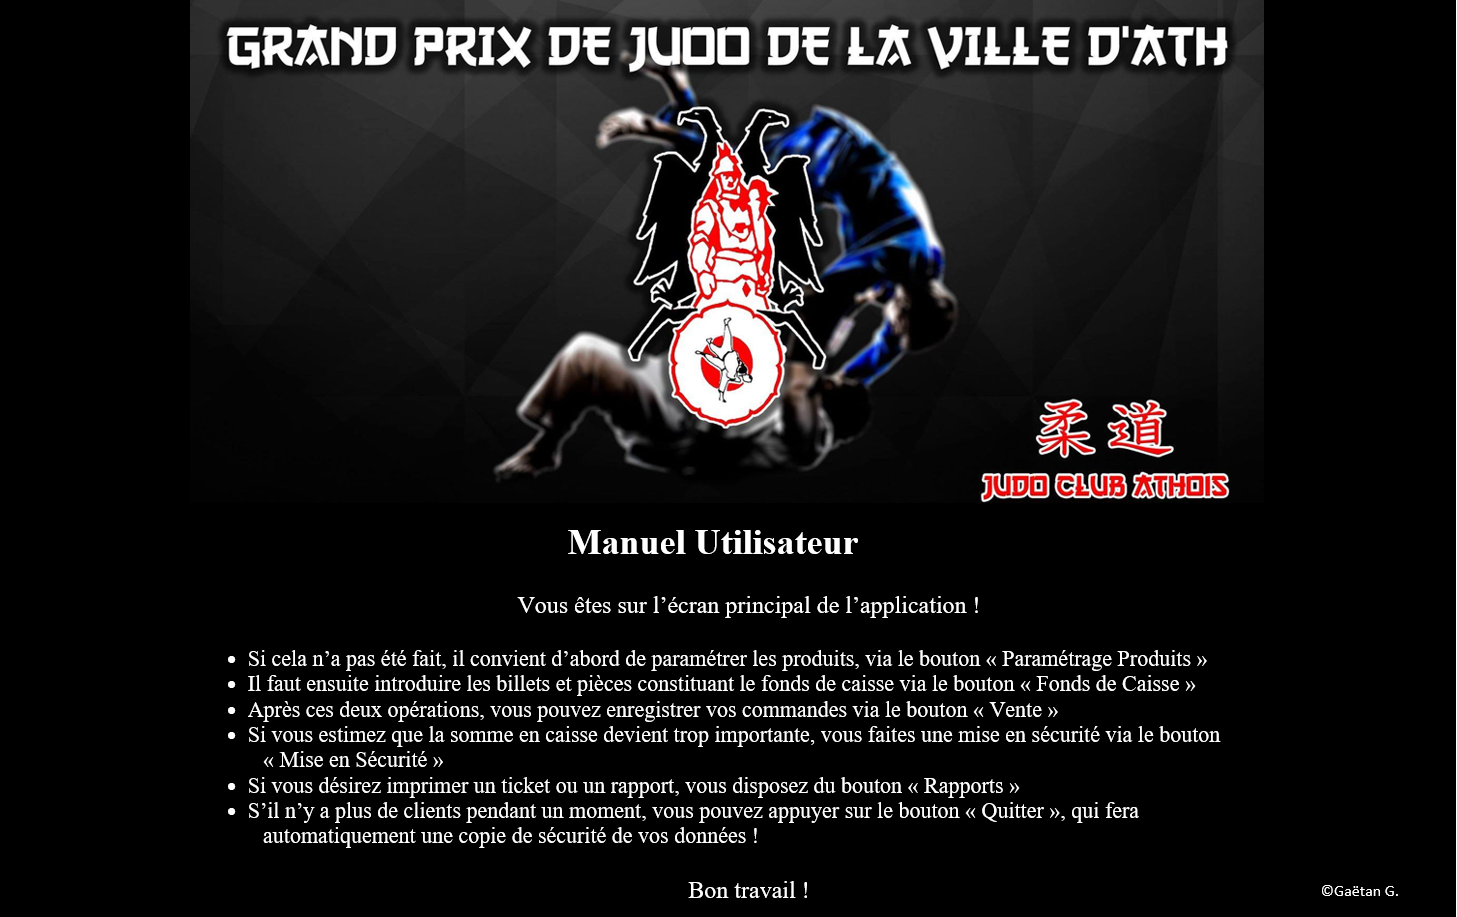 GRAND PRIX DE JUDO DE LA VILLE D'ATH
柔道
JUDO CLUB ATHOIS
Manuel Utilisateur
Vous êtes sur l’écran principal de l’application !
• Si cela n’a pas été fait, il convient d’abord de paramétrer les produits, via le bouton « Paramétrage Produits »
• Il faut ensuite introduire les billets et pièces constituant le fonds de caisse via le bouton « Fonds de Caisse »
• Après ces deux opérations, vous pouvez enregistrer vos commandes via le bouton « Vente »
• Si vous estimez que la somme en caisse devient trop importante, vous faites une mise en sécurité via le bouton
« Mise en Sécurité »
• Si vous désirez imprimer un ticket ou un rapport, vous disposez du bouton « Rapports »
• S’il n’y a plus de clients pendant un moment, vous pouvez appuyer sur le bouton « Quitter », qui fera
automatiquement une copie de sécurité de vos données !
Bon travail !
©Gaëtan G.